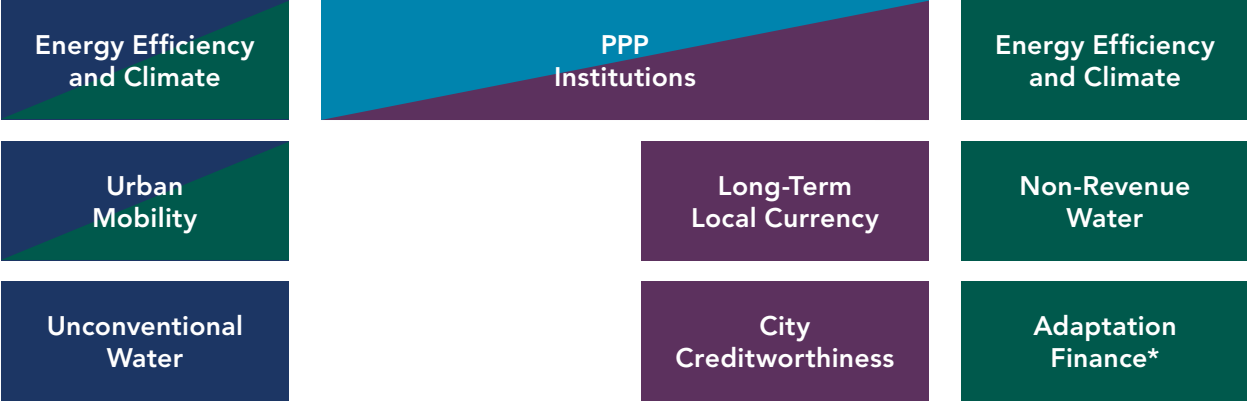 Energy Efficiency
and Climate
PPP
Institutions
Energy Efficiency
and Climate
Urban
Mobility
Long-Term
Local Currency
Non-Revenue
Water
Unconventional
Water
City
Creditworthiness
Adaptation
Finance*